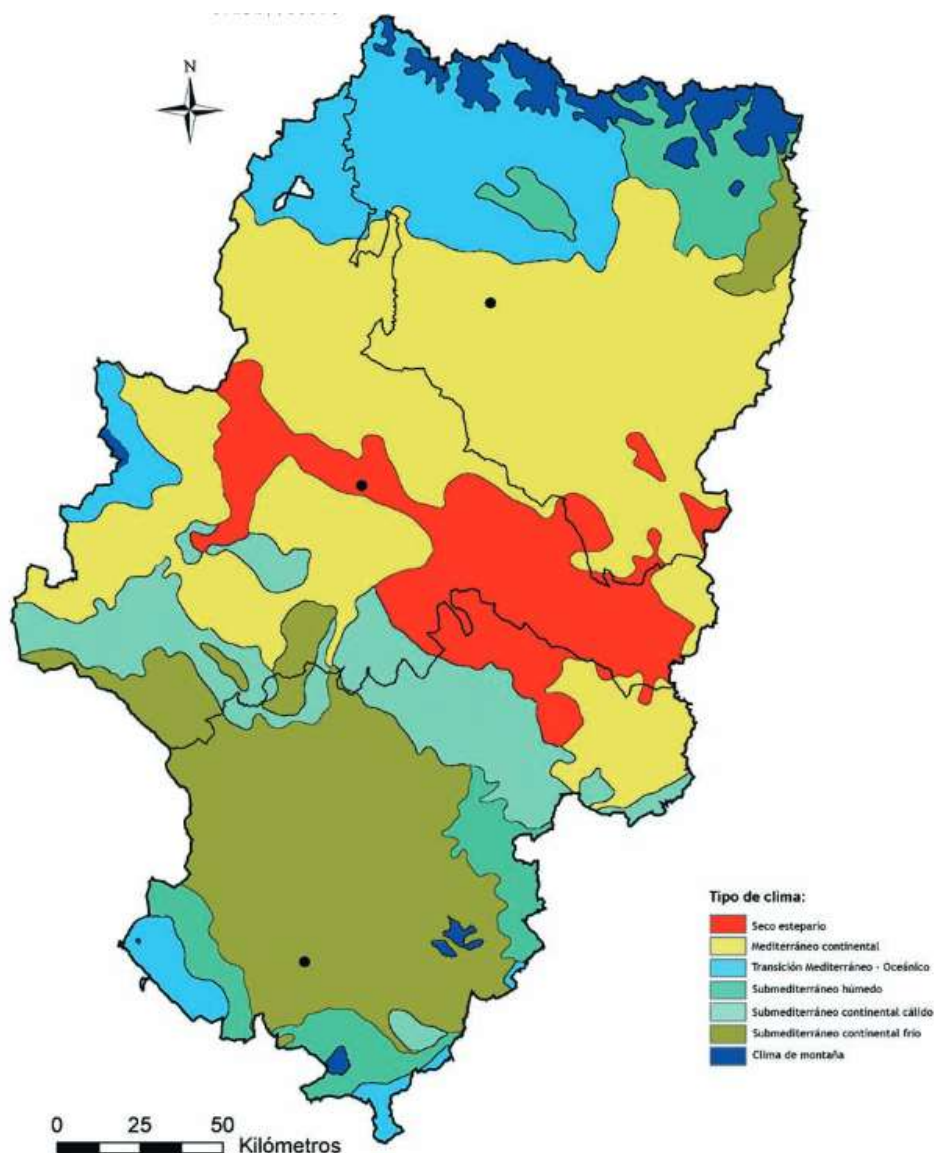 N
Tipo de clima:
Seco estepario
Mediterráneo continental
Transición Mediterráneo - Oceánico
Submediterráneo húmedo
Submediterráneo continental cálido
Submediterráneo continental frío
Clima de montaña
0 25 50
Kilómetros